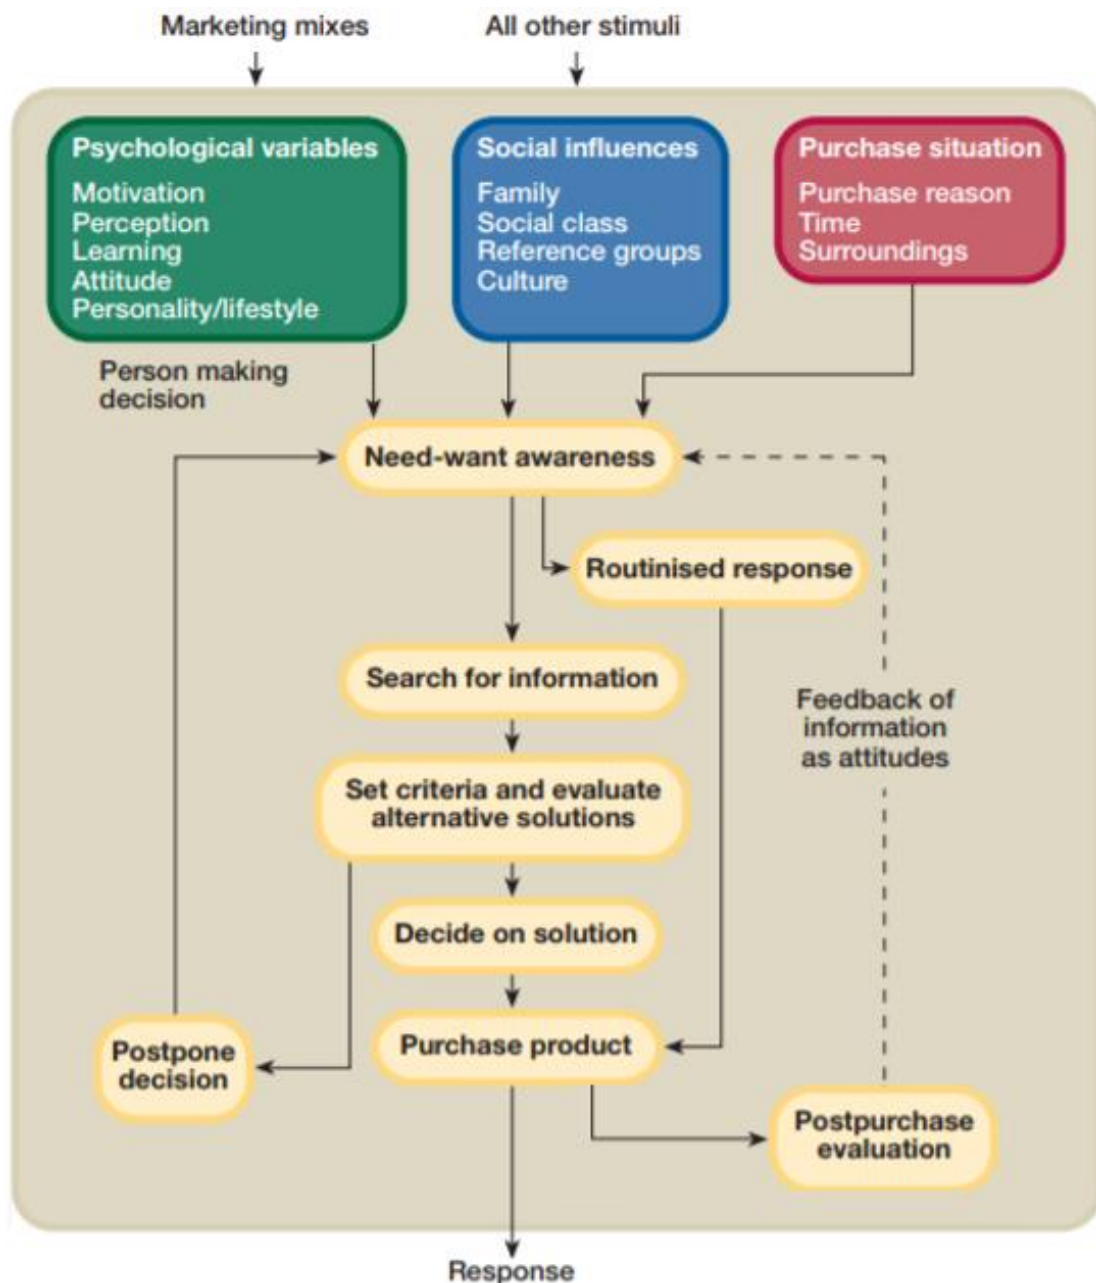 Marketing mixes
All other stimuli
Psychological variables
Motivation
Perception
Learning
Attitude
Personality/lifestyle
Social influences
Family
Social class
Reference groups
Culture
Purchase situation
Purchase reason
Time
Surroundings
Person making
decision
Need-want awareness
Routinised response
Search for information
Feedback of
information
as attitudes
Set criteria and evaluate
alternative solutions
Decide on solution
Postpone
decision
Purchase product
Postpurchase
evaluation
Response